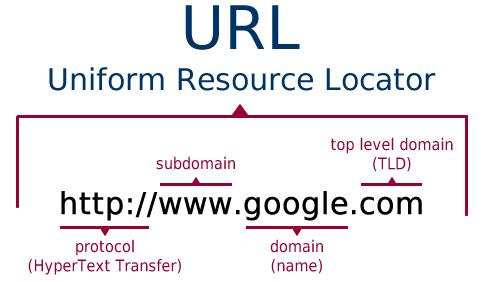 URL
Uniform Resource Locator
top level domain
(TLD)
subdomain
http://www.google.com
protocol
(HyperText Transfer)
domain
(name)